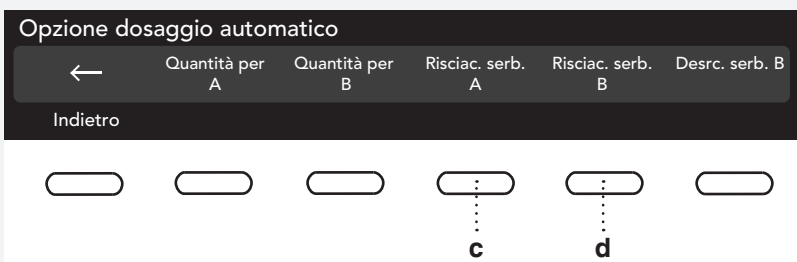 Opzione dosaggio automatico
← Quantità per A Quantità per B Risciac. serb. A Risciac. serb. B Desrc. serb. B
Indietro
c d